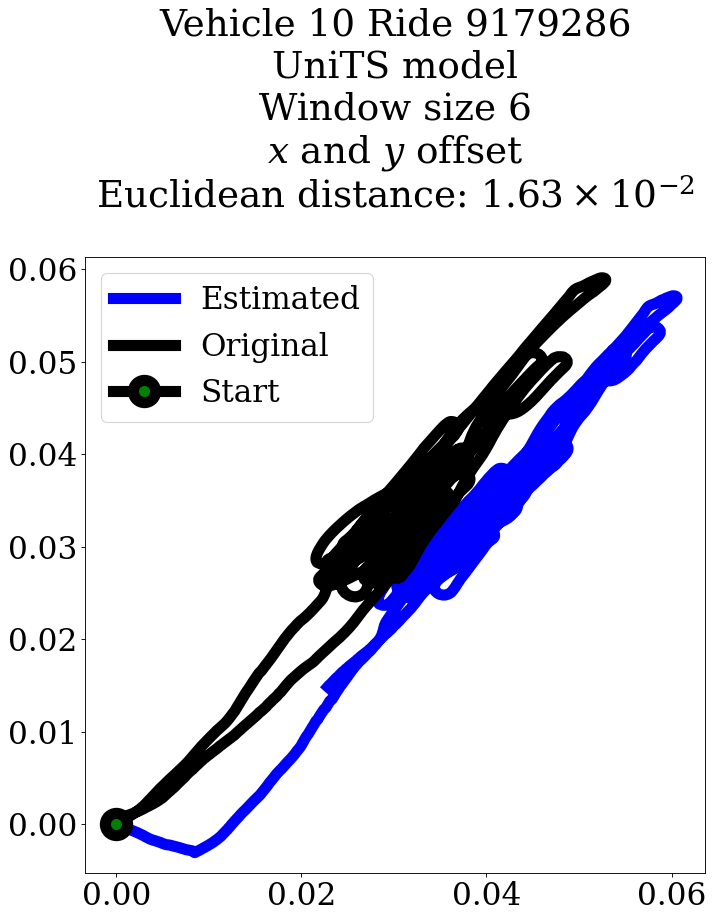 Vehicle 10 Ride 9179286
UniTS model
Window size 6
x and y offset
Euclidean distance: 1.63 × 10⁻²
Estimated
Original
Start
0.06
0.05
0.04
0.03
0.02
0.01
0.00
0.00 0.02 0.04 0.06